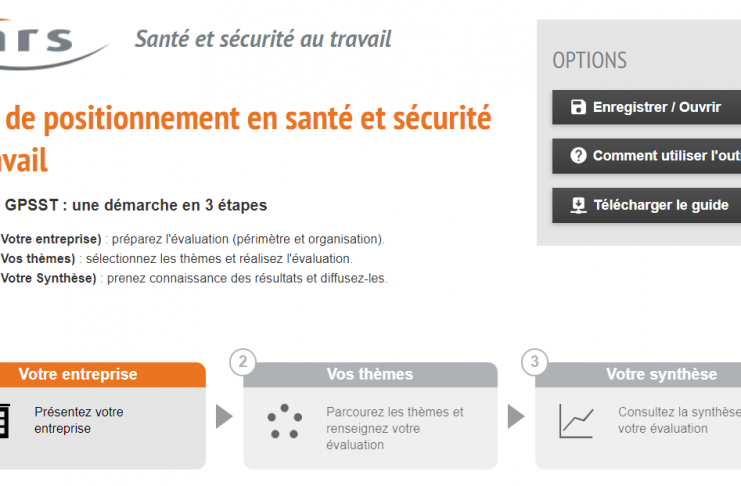 Santé et sécurité au travail
OPTIONS
Enregistrer / Ouvrir
Comment utiliser l'out
Télécharger le guide
de positionnement en santé et sécurité
GPSST : une démarche en 3 étapes
Votre entreprise) : préparez l'évaluation (périmètre et organisation).
Vos thèmes) : sélectionnez les thèmes et réalisez l'évaluation.
Votre Synthèse) : prenez connaissance des résultats et diffusez-les.
Votre entreprise
Présentez votre
entreprise
2
Vos thèmes
Parcourez les thèmes et
renseignez votre
évaluation
3
Votre synthèse
Consultez la synthèse
votre évaluation